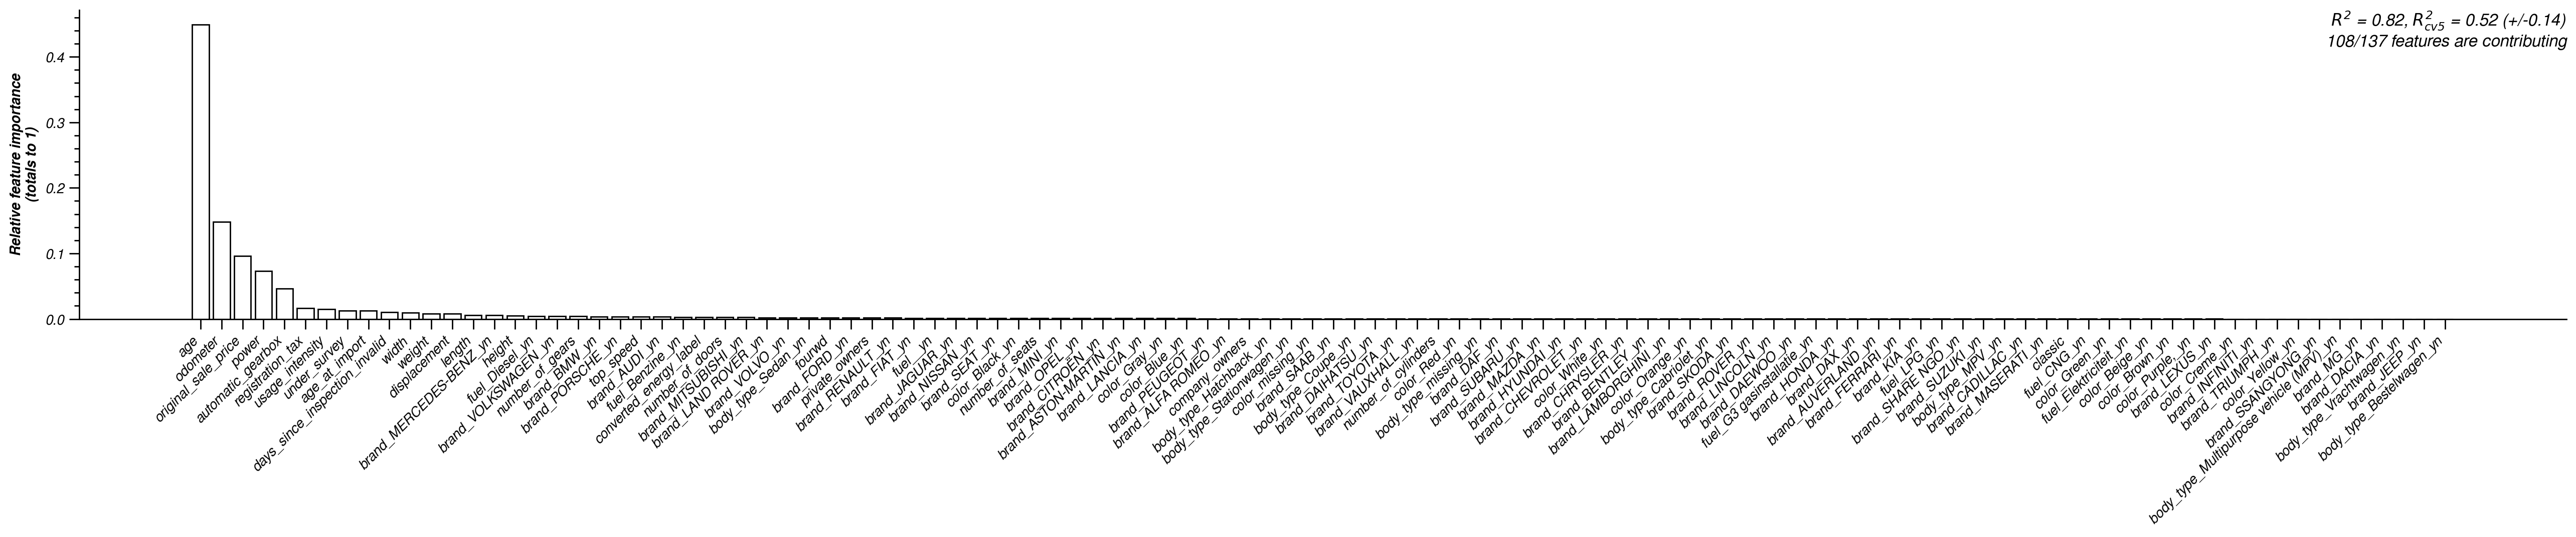 R² = 0.82, R²cv5 = 0.52 (+/-0.14)
108/137 features are contributing
Relative feature importance
(totals to 1)
0.4
0.3
0.2
0.1
0.0
age
odometer
original_sale_price
power
automatic_gearbox
registration_tax
usage_intensity
under_survey
age_at_import
days_since_inspection_invalid
width
weight
displacement
length
brand_MERCEDES-BENZ_yn
height
fuel_Diesel_yn
brand_VOLKSWAGEN_yn
number_of_gears
brand_BMW_yn
brand_PORSCHE_yn
top_speed
brand_AUDI_yn
fuel_Benzine_yn
converted_energy_label
number_of_doors
brand_MITSUBISHI_yn
brand_LAND ROVER_yn
brand_VOLVO_yn
body_type_Sedan_yn
fourwd
brand_FORD_yn
private_owners
brand_RENAULT_yn
brand_FIAT_yn
fuel_yn
brand_JAGUAR_yn
brand_NISSAN_yn
brand_SEAT_yn
color_Black_yn
number_of_seats
brand_MINI_yn
brand_OPEL_yn
brand_CITROEN_yn
brand_ASTON-MARTIN_yn
brand_LANCIA_yn
color_Gray_yn
color_Blue_yn
brand_PEUGEOT_yn
brand_ALFA ROMEO_yn
company_owners
body_type_Hatchback_yn
body_type_Stationwagen_yn
color_missing_yn
brand_SAAB_yn
body_type_Coupe_yn
brand_DAIHATSU_yn
brand_TOYOTA_yn
brand_VAUXHALL_yn
number_of_cylinders
color_Red_yn
body_type_missing_yn
brand_DAF_yn
brand_SUBARU_yn
brand_MAZDA_yn
brand_HYUNDAI_yn
brand_CHEVROLET_yn
color_White_yn
brand_CHRYSLER_yn
brand_BENTLEY_yn
brand_LAMBORGHINI_yn
color_Orange_yn
body_type_Cabriolet_yn
brand_SKODA_yn
brand_ROVER_yn
brand_LINCOLN_yn
brand_DAEWOO_yn
fuel_G3 gasinstallatie_yn
brand_HONDA_yn
brand_DAX_yn
brand_AUVERLAND_yn
brand_FERRARI_yn
brand_KIA_yn
fuel_LPG_yn
brand_SHARE NGO_yn
brand_SUZUKI_yn
body_type_MPV_yn
brand_CADILLAC_yn
brand_MASERATI_yn
classic
fuel_CNG_yn
color_Green_yn
fuel_Elektriciteit_yn
color_Beige_yn
color_Brown_yn
color_Purple;_yn
brand_LEXUS_yn
color_Creme_yn
brand_INFINITI_yn
brand_TRIUMPH_yn
color_Yellow_yn
brand_SSANGYONG_yn
body_type_Multipurpose vehicle (MPV)_yn
brand_MG_yn
brand_DACIA_yn
body_type_Vrachtwagen_yn
brand_JEEP_yn
body_type_Bestelwagen_yn